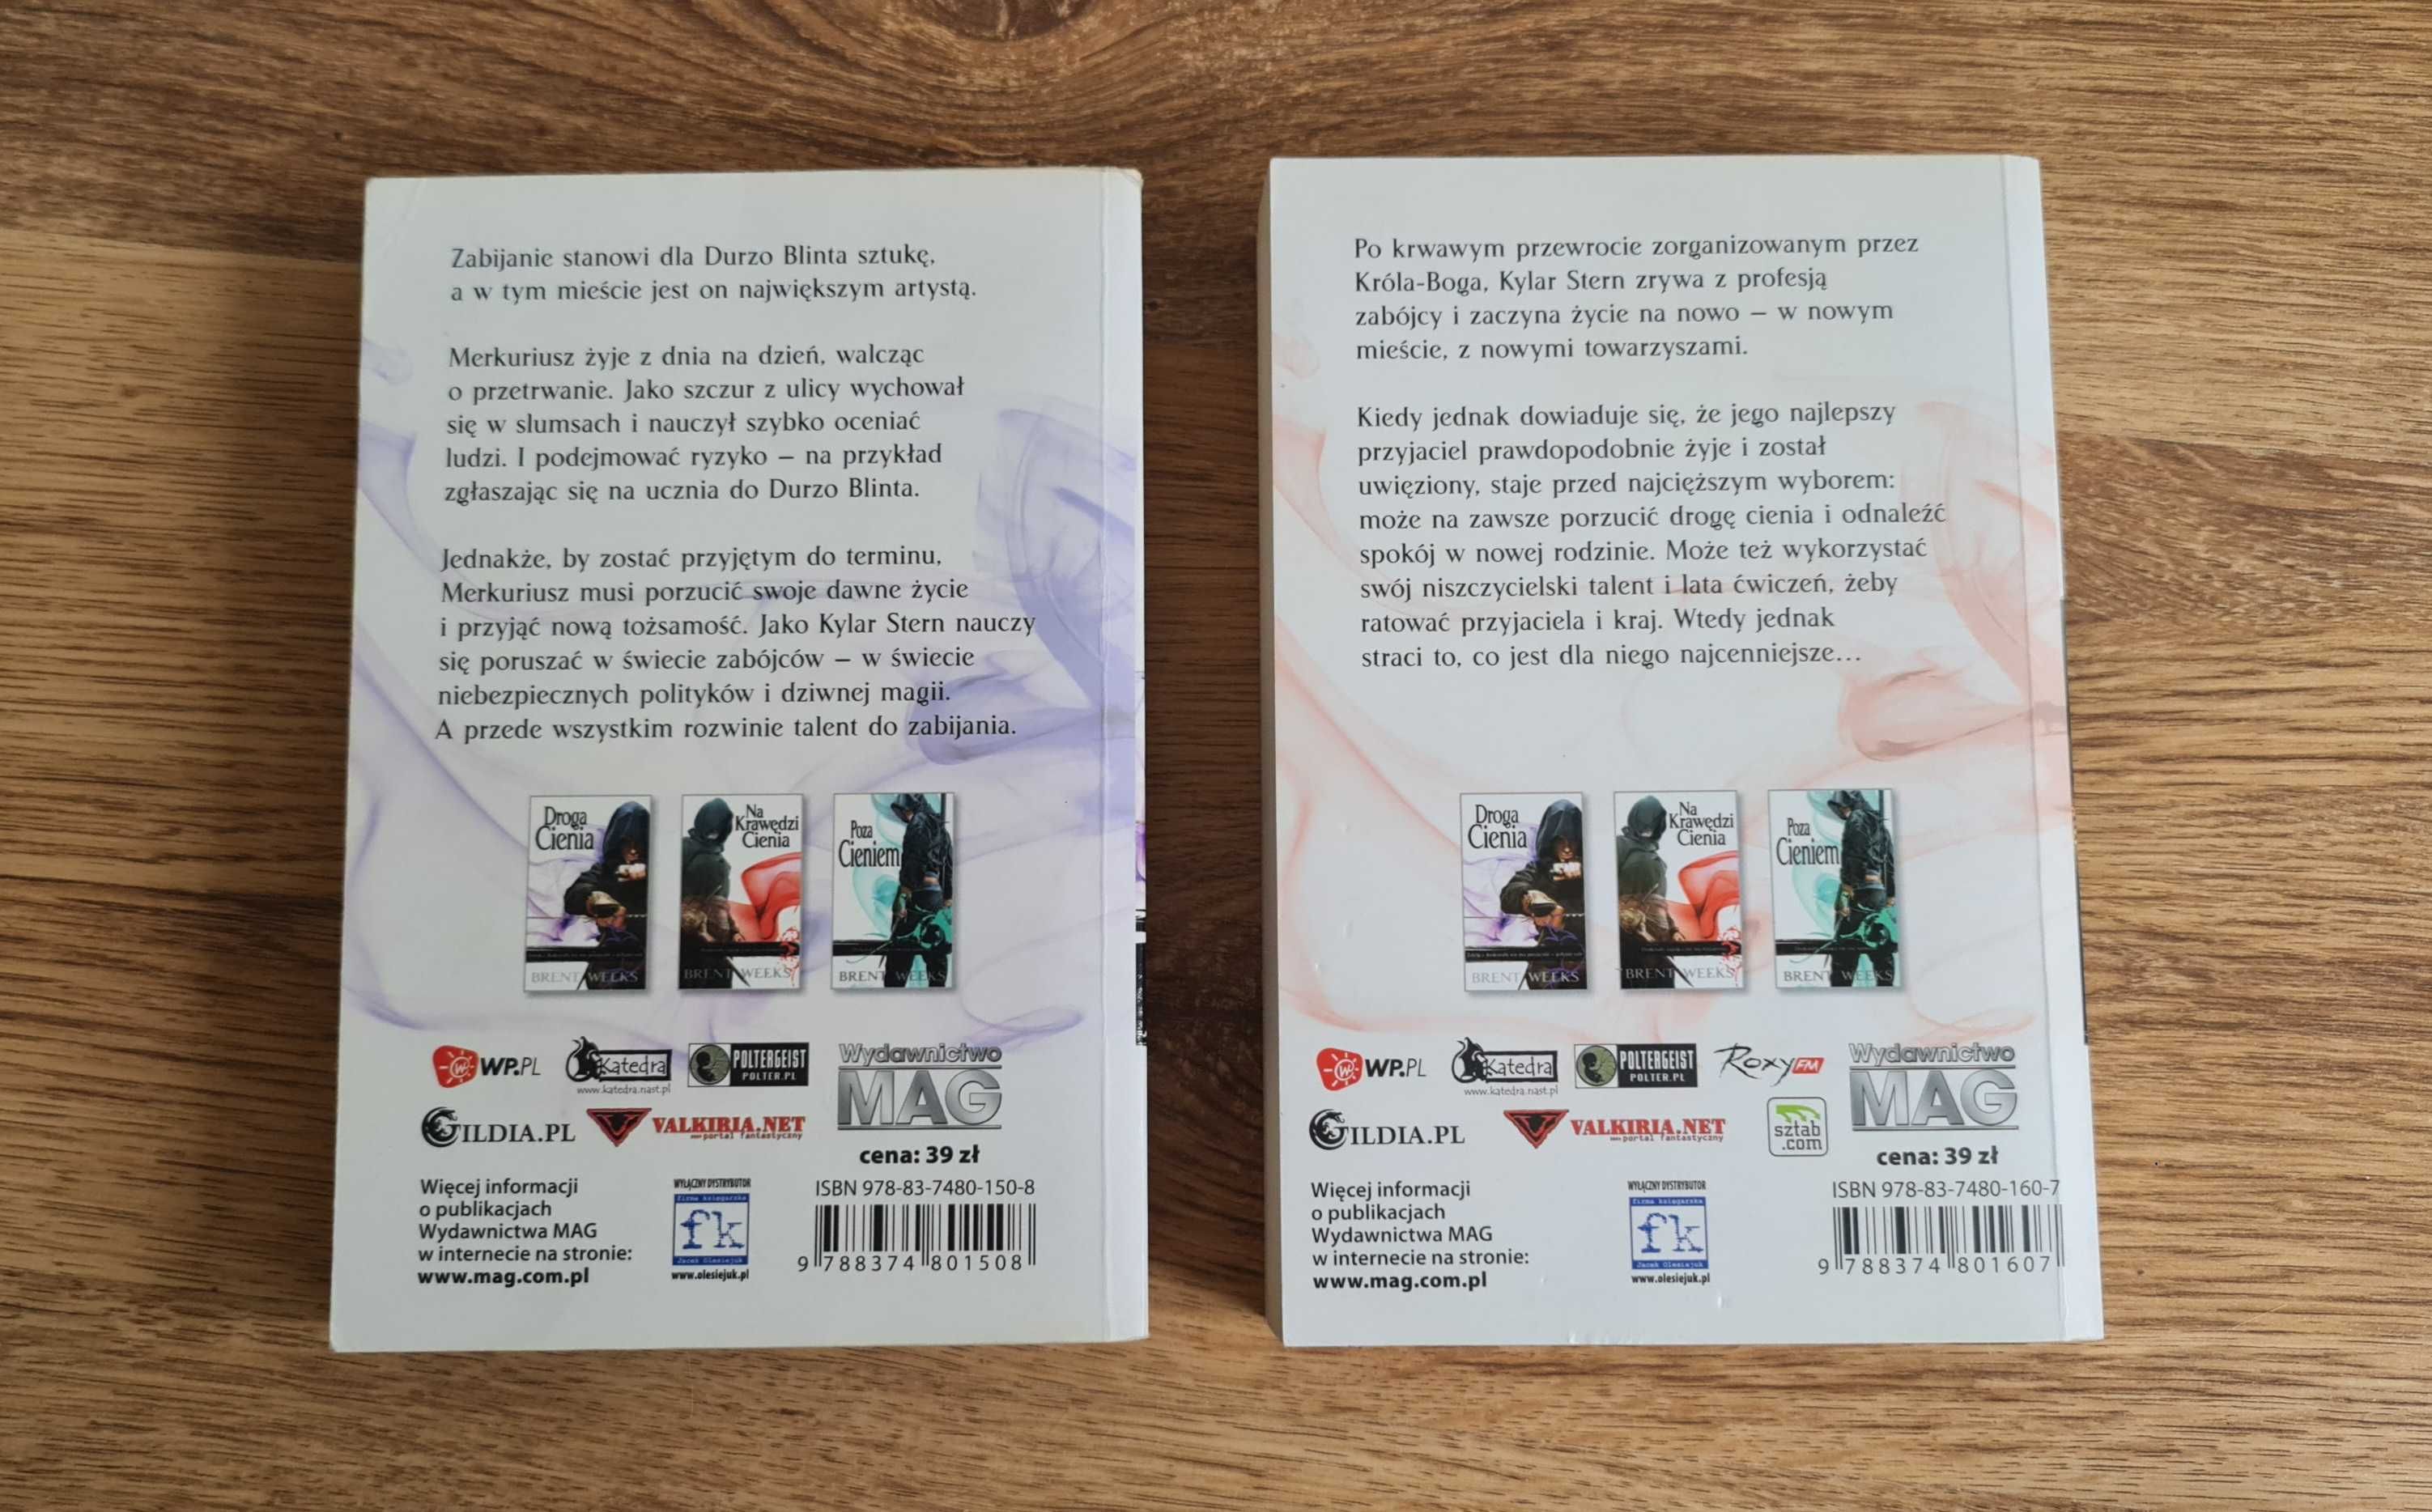 Zabijanie stanowi dla Durzo Blinta sztukę,
a w tym mieście jest on największym artystą.
Merkuriusz żyje z dnia na dzień, walcząc
o przetrwanie. Jako szczur z ulicy wychował
się w slumsach i nauczył szybko oceniać
ludzi. I podejmować ryzyko – na przykład
zgłaszając się na ucznia do Durzo Blinta.
Jednakże, by zostać przyjętym do terminu,
Merkuriusz musi porzucić swoje dawne życie
i przyjąć nową tożsamość. Jako Kylar Stern nauczy
się poruszać w świecie zabójców – w świecie
niebezpiecznych polityków i dziwnej magii.
A przede wszystkim rozwinie talent do zabijania.
Droga
Cienia
BRENT WEEKS
Na
Krawędzi
Cienia
BRENT WEEKS
Poza
Cieniem
BRENT WEEKS
WP.PL
Katedra
www.katedra.nast.pl
POLTERGEIST
POLTER.PL
Wydawnictwo
MAG
GILDIA.PL
VALKIRIA.NET
portal fantastyczny
cena: 39 zł
Więcej informacji
o publikacjach
Wydawnictwa MAG
w internecie na stronie:
www.mag.com.pl
WYŁĄCZNY DYSTRYBUTOR
firma księgarska
fk
Jacek Olesiejuk
www.olesiejuk.pl
ISBN 978-83-7480-150-8
9 788374 801508
Po krwawym przewrocie zorganizowanym przez
Króla-Boga, Kylar Stern zrywa z profesją
zabójcy i zaczyna życie na nowo – w nowym
mieście, z nowymi towarzyszami.
Kiedy jednak dowiaduje się, że jego najlepszy
przyjaciel prawdopodobnie żyje i został
uwięziony, staje przed najcięższym wyborem:
może na zawsze porzucić drogę cienia i odnaleźć
spokój w nowej rodzinie. Może też wykorzystać
swój niszczycielski talent i lata ćwiczeń, żeby
ratować przyjaciela i kraj. Wtedy jednak
straci to, co jest dla niego najcenniejsze...
Droga
Cienia
BRENT WEEKS
Na
Krawędzi
Cienia
BRENT WEEKS
Poza
Cieniem
BRENT WEEKS
WP.PL
Katedra
www.katedra.nast.pl
POLTERGEIST
POLTER.PL
Roxy FM
Wydawnictwo
MAG
GILDIA.PL
VALKIRIA.NET
portal fantastyczny
sztab
.com
cena: 39 zł
Więcej informacji
o publikacjach
Wydawnictwa MAG
w internecie na stronie:
www.mag.com.pl
WYŁĄCZNY DYSTRYBUTOR
firma księgarska
fk
Jacek Olesiejuk
www.olesiejuk.pl
ISBN 978-83-7480-160-7
9 788374 801607